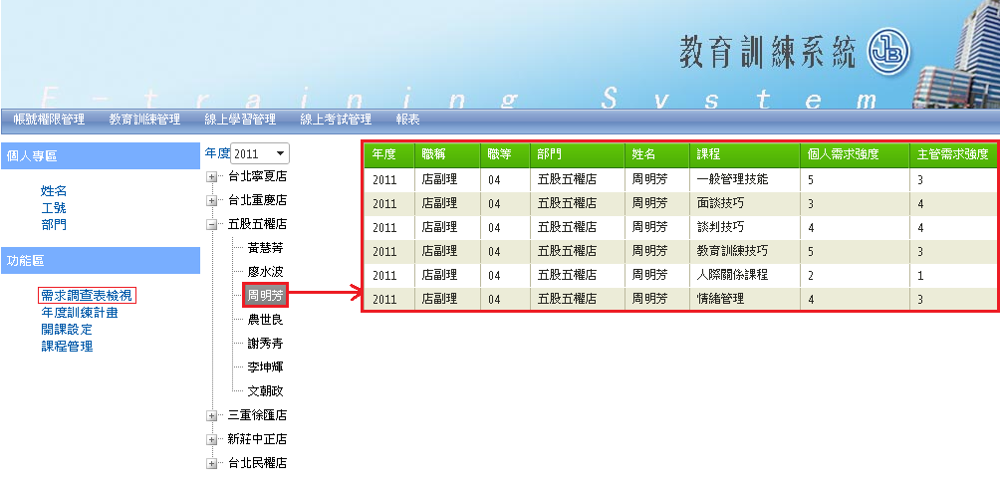 教育訓練系統 JB
E-training System
帳號權限管理 教育訓練管理 線上學習管理 線上考試管理 報表
個人專區
姓名
工號
部門
功能區
需求調查表檢視
年度訓練計畫
開課設定
課程管理
年度 2011
台北寧夏店
台北重慶店
五股五權店
黃慧菁
廖水波
周明芳
農世良
謝秀青
李坤輝
文朝政
三重徐匯店
新莊中正店
台北民權店
年度 職稱 職等 部門 姓名 課程 個人需求強度 主管需求強度
2011 店副理 04 五股五權店 周明芳 一般管理技能 5 3
2011 店副理 04 五股五權店 周明芳 面談技巧 3 4
2011 店副理 04 五股五權店 周明芳 談判技巧 4 4
2011 店副理 04 五股五權店 周明芳 教育訓練技巧 5 3
2011 店副理 04 五股五權店 周明芳 人際關係課程 2 1
2011 店副理 04 五股五權店 周明芳 情緒管理 4 3